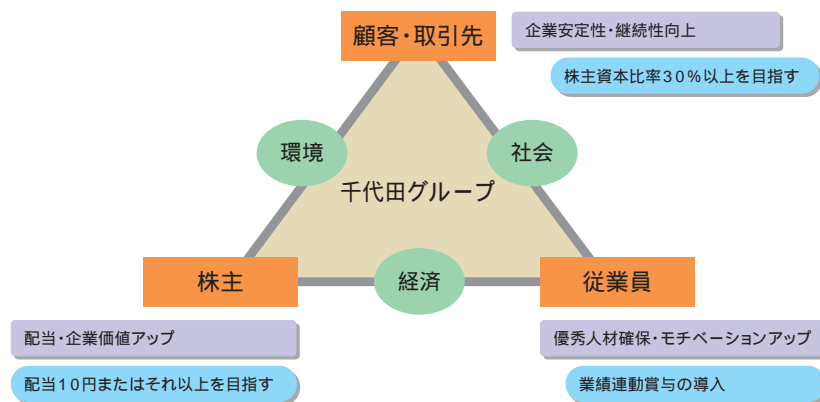 顧客・取引先
企業安定性・継続性向上
株主資本比率30%以上を目指す
環境
社会
千代田グループ
株主
経済
従業員
配当・企業価値アップ
配当10円またはそれ以上を目指す
優秀人材確保・モチベーションアップ
業績連動賞与の導入